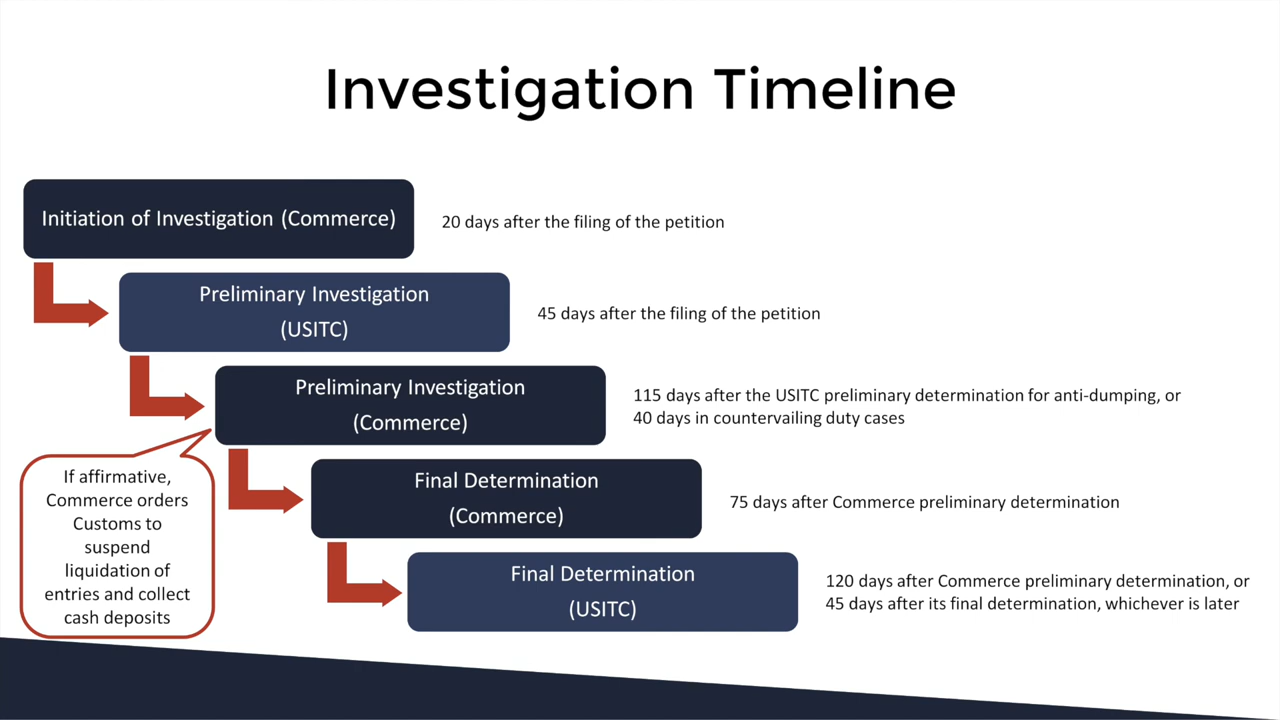 Investigation Timeline
Initiation of Investigation (Commerce)
20 days after the filing of the petition
Preliminary Investigation
(USITC)
45 days after the filing of the petition
Preliminary Investigation
(Commerce)
115 days after the USITC preliminary determination for anti-dumping, or
40 days in countervailing duty cases
If affirmative,
Commerce orders
Customs to
suspend
liquidation of
entries and collect
cash deposits
Final Determination
(Commerce)
75 days after Commerce preliminary determination
Final Determination
(USITC)
120 days after Commerce preliminary determination, or
45 days after its final determination, whichever is later